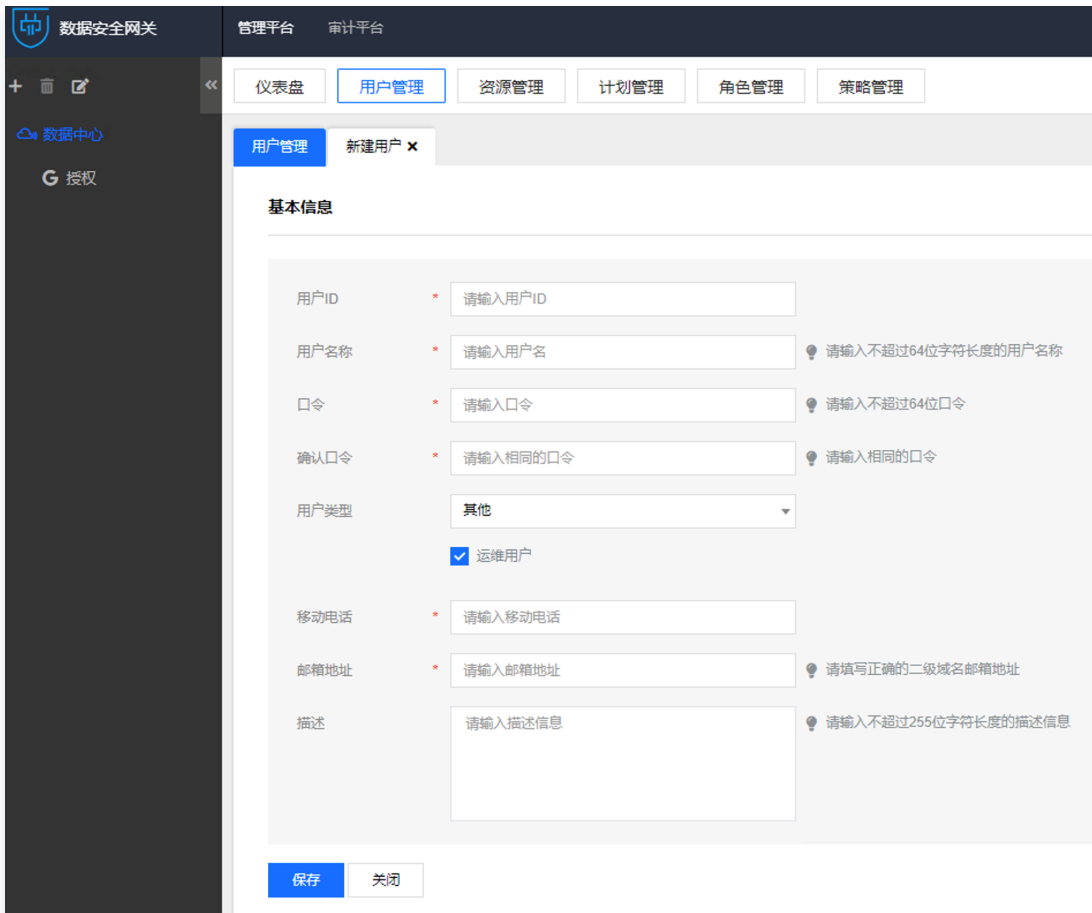 数据安全网关
管理平台 审计平台
仪表盘 用户管理 资源管理 计划管理 角色管理 策略管理
数据中心
授权
用户管理 新建用户
基本信息
用户ID * 请输入用户ID
用户名称 * 请输入用户名 请输入不超过64位字符长度的用户名称
口令 * 请输入口令 请输入不超过64位口令
确认口令 * 请输入相同的口令 请输入相同的口令
用户类型 其他
运维用户
移动电话 * 请输入移动电话
邮箱地址 * 请输入邮箱地址 请填写正确的二级域名邮箱地址
描述 请输入描述信息 请输入不超过255位字符长度的描述信息
保存 关闭